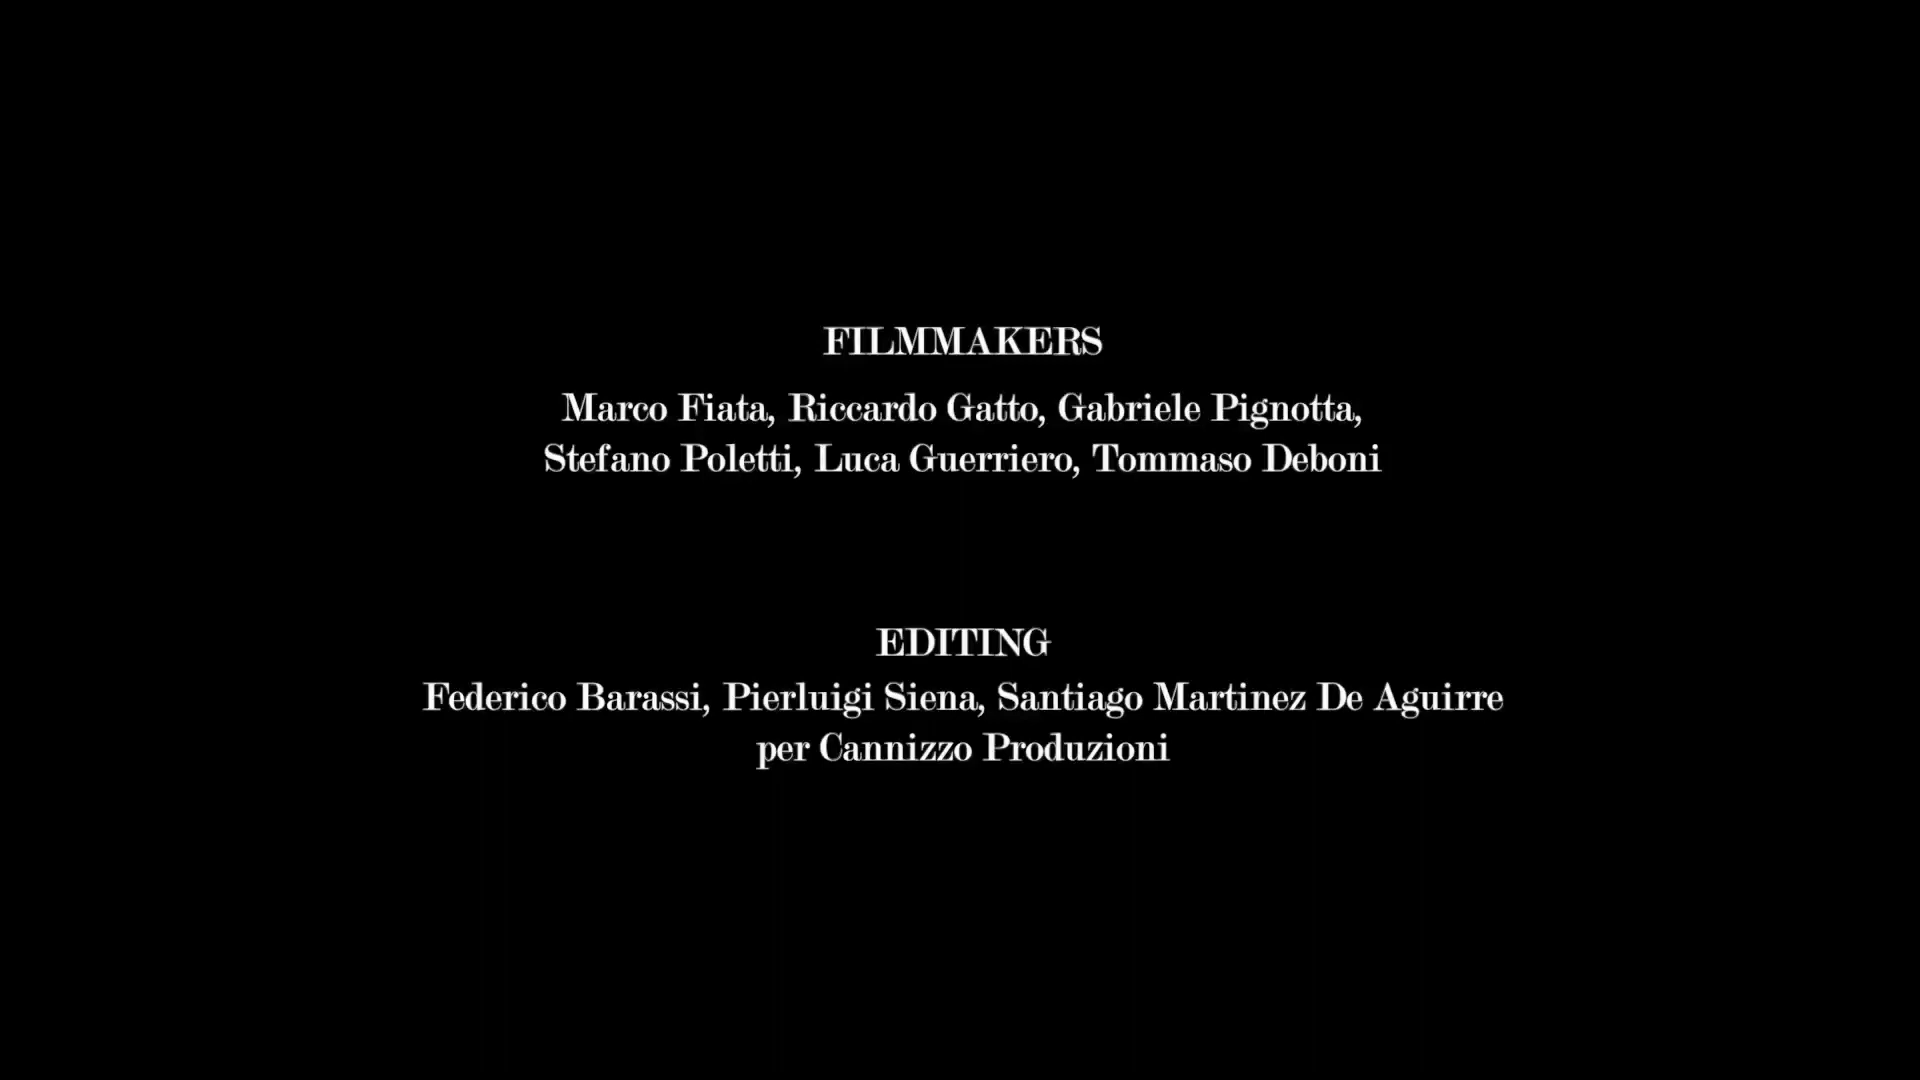 FILMMAKERS
Marco Fiata, Riccardo Gatto, Gabriele Pignotta,
Stefano Poletti, Luca Guerriero, Tommaso Deboni
EDITING
Federico Barassi, Pierluigi Siena, Santiago Martinez De Aguirre
per Cannizzo Produzioni